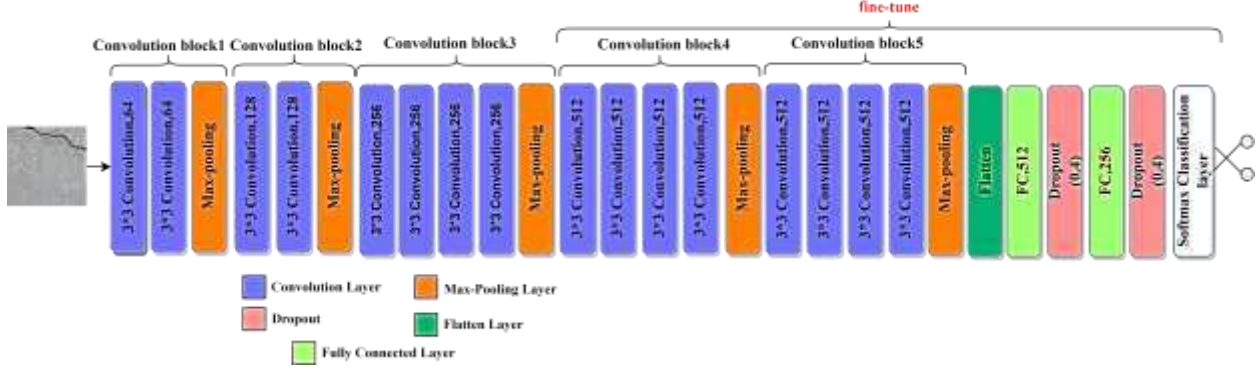 fine-tune
Convolution block1
Convolution block2
Convolution block3
Convolution block4
Convolution block5
3*3 Convolution,64
3*3 Convolution,64
Max-pooling
3*3 Convolution,128
3*3 Convolution,128
Max-pooling
3*3 Convolution,256
3*3 Convolution,256
3*3 Convolution,256
3*3 Convolution,256
Max-pooling
3*3 Convolution,512
3*3 Convolution,512
3*3 Convolution,512
3*3 Convolution,512
Max-pooling
3*3 Convolution,512
3*3 Convolution,512
3*3 Convolution,512
3*3 Convolution,512
Max-pooling
Flatten
FC,512
Dropout
(0.4)
FC,256
Dropout
(0.4)
Softmax Classification
layer
Convolution Layer
Max-Pooling Layer
Dropout
Flatten Layer
Fully Connected Layer